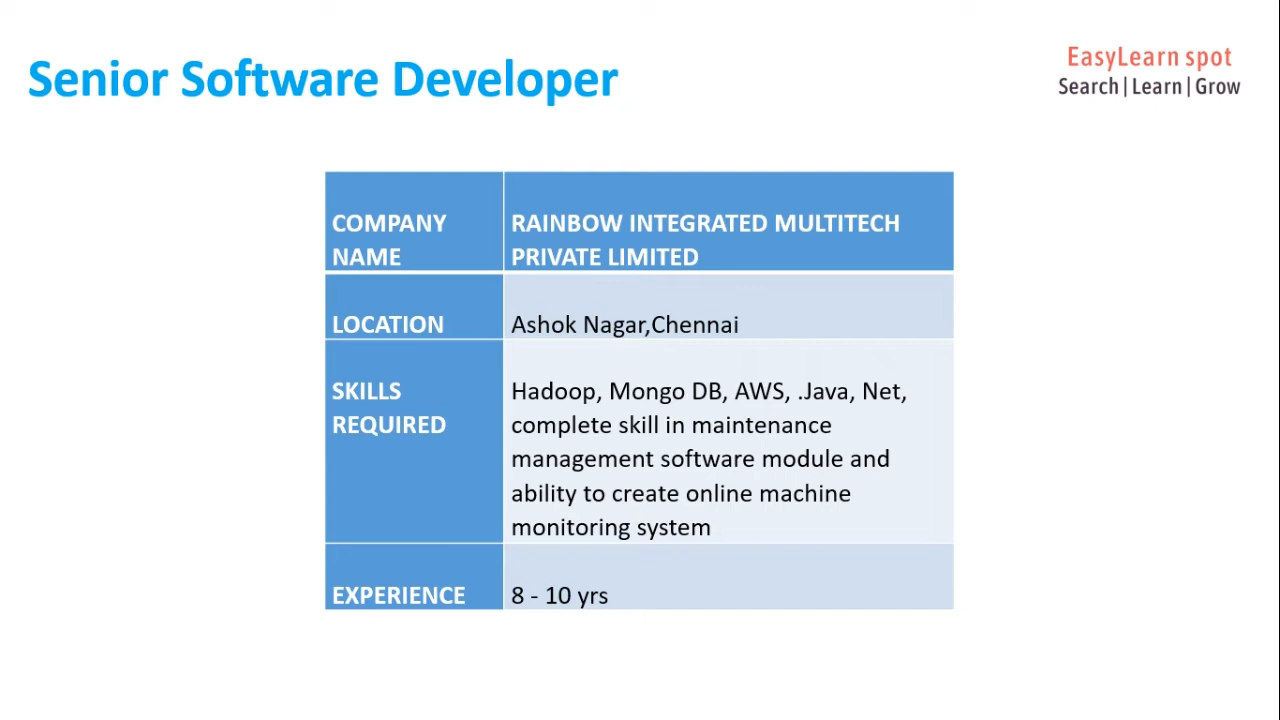 Senior Software Developer
EasyLearn spot
Search|Learn|Grow
COMPANY
NAME
RAINBOW INTEGRATED MULTITECH
PRIVATE LIMITED
LOCATION
Ashok Nagar,Chennai
SKILLS
REQUIRED
Hadoop, Mongo DB, AWS, .Java, Net,
complete skill in maintenance
management software module and
ability to create online machine
monitoring system
EXPERIENCE
8 - 10 yrs